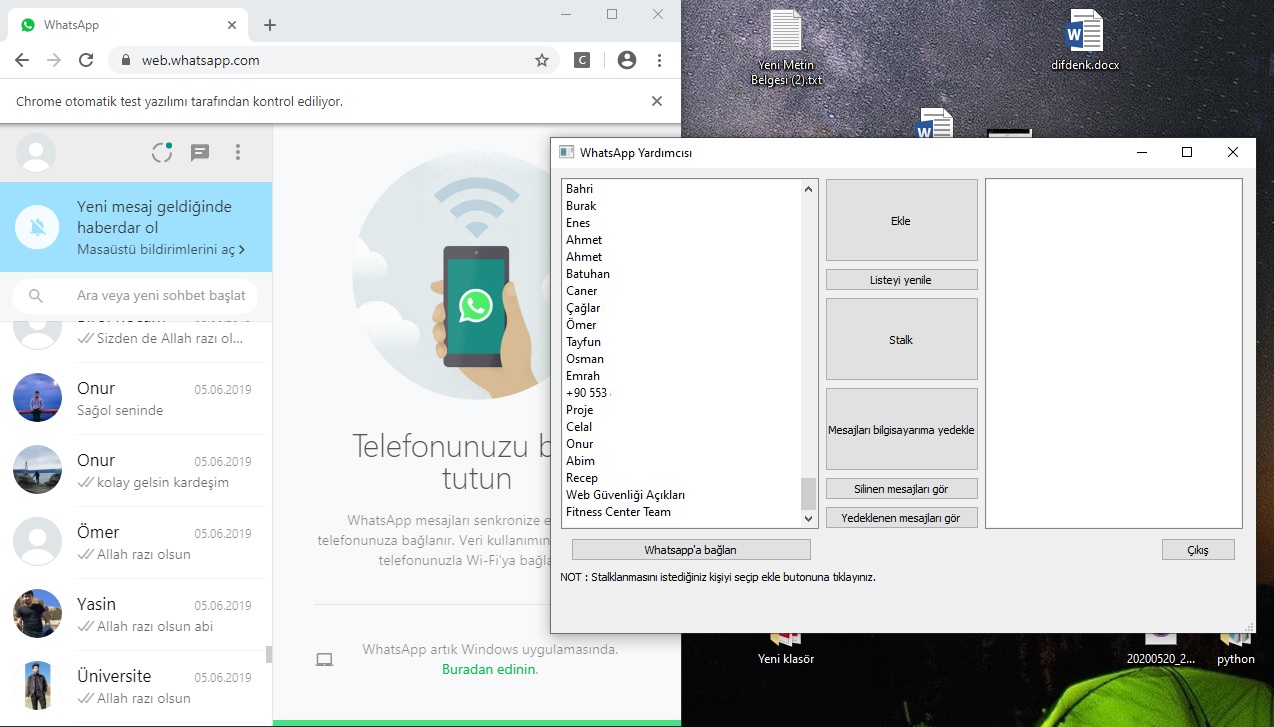 WhatsApp
web.whatsapp.com
Chrome otomatik test yazılımı tarafından kontrol ediliyor.
Yeni mesaj geldiğinde
haberdar ol
Masaüstü bildirimlerini aç
Ara veya yeni sohbet başlat
Sizden de Allah razı ol...
Onur 05.06.2019
Sağol seninde
Onur 05.06.2019
kolay gelsin kardeşim
Ömer 05.06.2019
Allah razı olsun
Yasin 05.06.2019
Allah razı olsun abi
Üniversite 05.06.2019
Allah razı olsun
Telefonunuzu
tutun
WhatsApp mesajları senkronize
telefonunuza bağlanır. Veri
telefonunuzla Wi-Fi'ya
WhatsApp artık Windows uygulamasında.
Buradan edinin.
Yeni Metin
Belgesi (2).txt
difdenk.docx
WhatsApp Yardımcısı
Bahri
Burak
Enes
Ahmet
Ahmet
Batuhan
Caner
Çağlar
Ömer
Tayfun
Osman
Emrah
+90 553
Proje
Celal
Onur
Abim
Recep
Web Güvenliği Açıkları
Fitness Center Team
Ekle
Listeyi yenile
Stalk
Mesajları bilgisayarıma yedekle
Silinen mesajları gör
Yedeklenen mesajları gör
Whatsapp'a bağlan
Çıkış
NOT : Stalklanmasını istediğiniz kişiyi seçip ekle butonuna tıklayınız.
Yeni klasör
20200520_2...
python